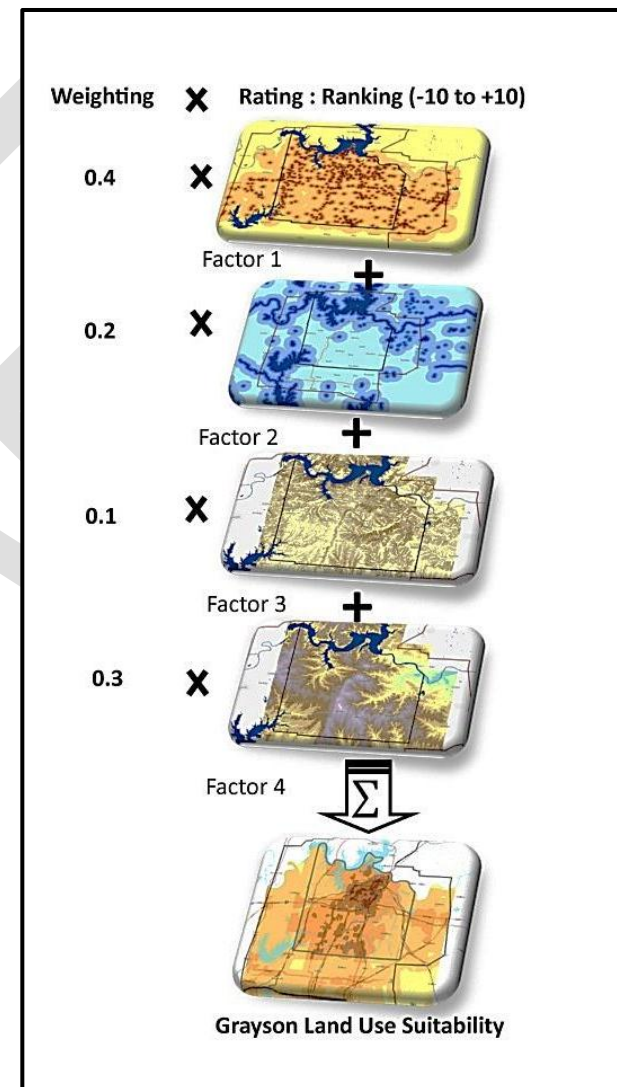 Weighting X Rating : Ranking (-10 to +10)
0.4 X
Factor 1
+
0.2 X
Factor 2
+
0.1 X
Factor 3
+
0.3 X
Factor 4
Σ
Grayson Land Use Suitability